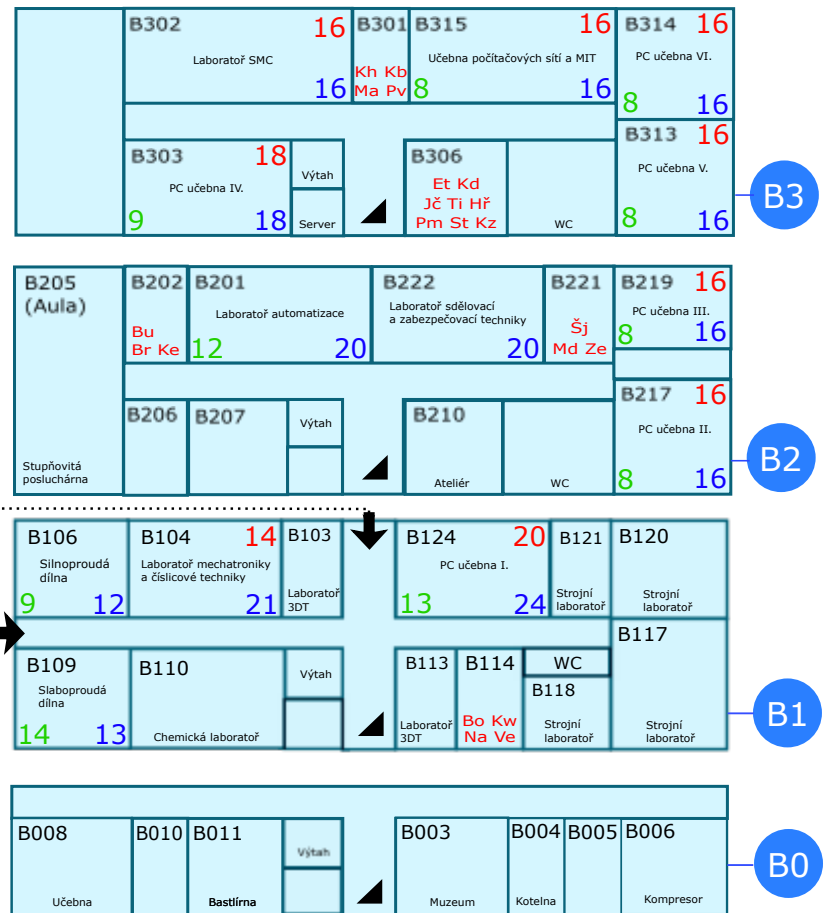 B302 16 B301 B315 16 B314 16
Laboratoř SMC Učebna počítačových sítí a MIT PC učebna VI.
Kh Kb
Ma Pv
16 8 16 8 16
B303 18 Výtah B306 B313 16
PC učebna IV. PC učebna V.
Et Kd
Jč Ti Hř
Pm St Kz
9 18 Server WC 8 16
B3
B205
(Aula)
B202 B201 B222 B221 B219 16
Laboratoř automatizace
Laboratoř sdělovací
a zabezpečovací techniky
PC učebna III.
Bu
Br Ke
Šj
Md Ze
12 20 20 8 16
B206 B207 Výtah B210 B217 16
PC učebna II.
Stupňovitá
posluchárna
Ateliér WC 8 16
B2
B106 B104 14 B103 B124 20 B121 B120
Silnoproudá
dílna
Laboratoř mechatroniky
a číslicové techniky
PC učebna I.
Laboratoř
3DT
Strojní
laboratoř
Strojní
laboratoř
9 12 21 13 24
B109 B110 Výtah B113 B114 WC B117
Slaboproudá
dílna
B118
Laboratoř
3DT
Bo Kw
Na Ve
Strojní
laboratoř
Strojní
laboratoř
14 13 Chemická laboratoř
B1
B008 B010 B011 Výtah B003 B004 B005 B006
Učebna Bastlírna Muzeum Kotelna Kompresor
B0